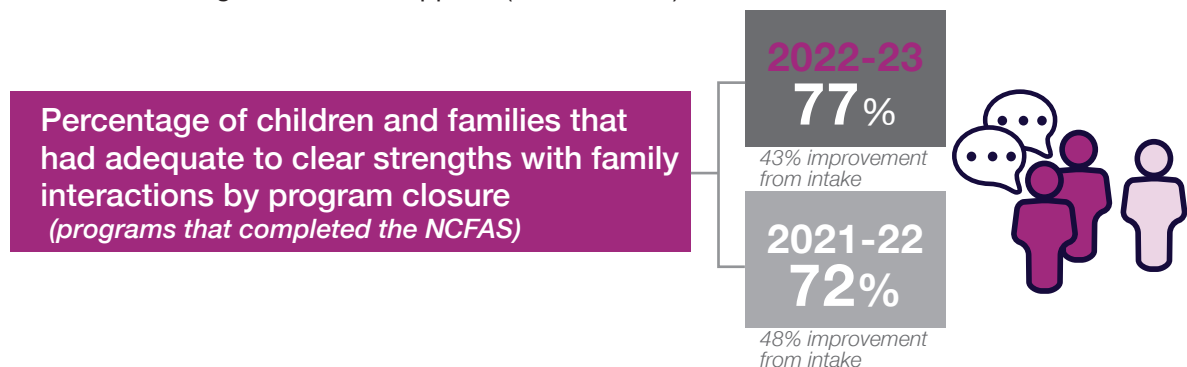 Percentage of children and families that
had adequate to clear strengths with family
interactions by program closure
(programs that completed the NCFAS)
2022-23
77%
43% improvement
from intake
2021-22
72%
48% improvement
from intake